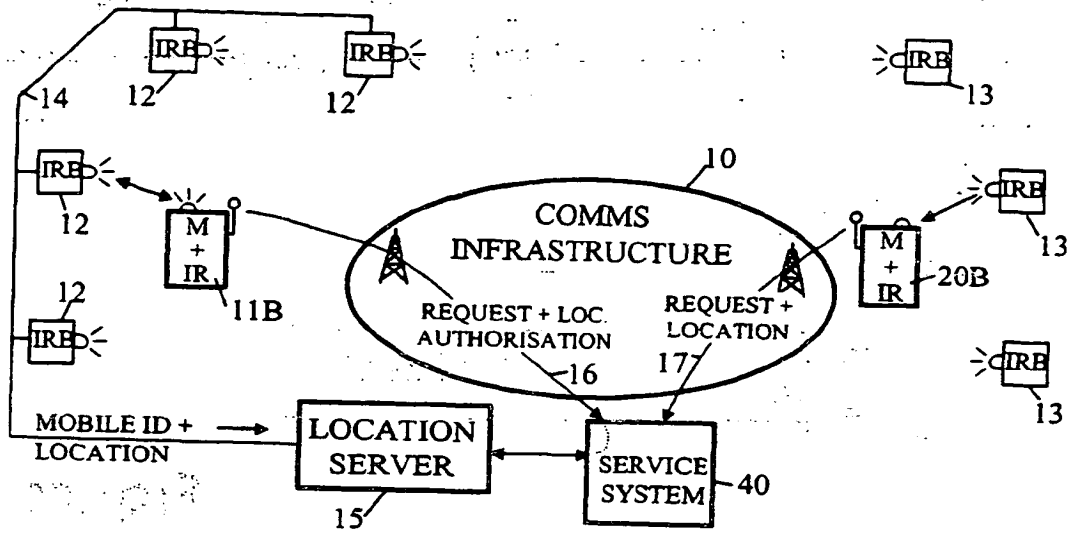 IRB
IRB
IRB
12
12
13
14
IRB
IRB
10
12
COMMS
INFRASTRUCTURE
M
+
IR
11B
M
+
IR
20B
13
12
IRB
REQUEST + LOC.
AUTHORISATION
REQUEST +
LOCATION
16
17
IRB
13
MOBILE ID +
LOCATION
LOCATION
SERVER
15
SERVICE
SYSTEM
40